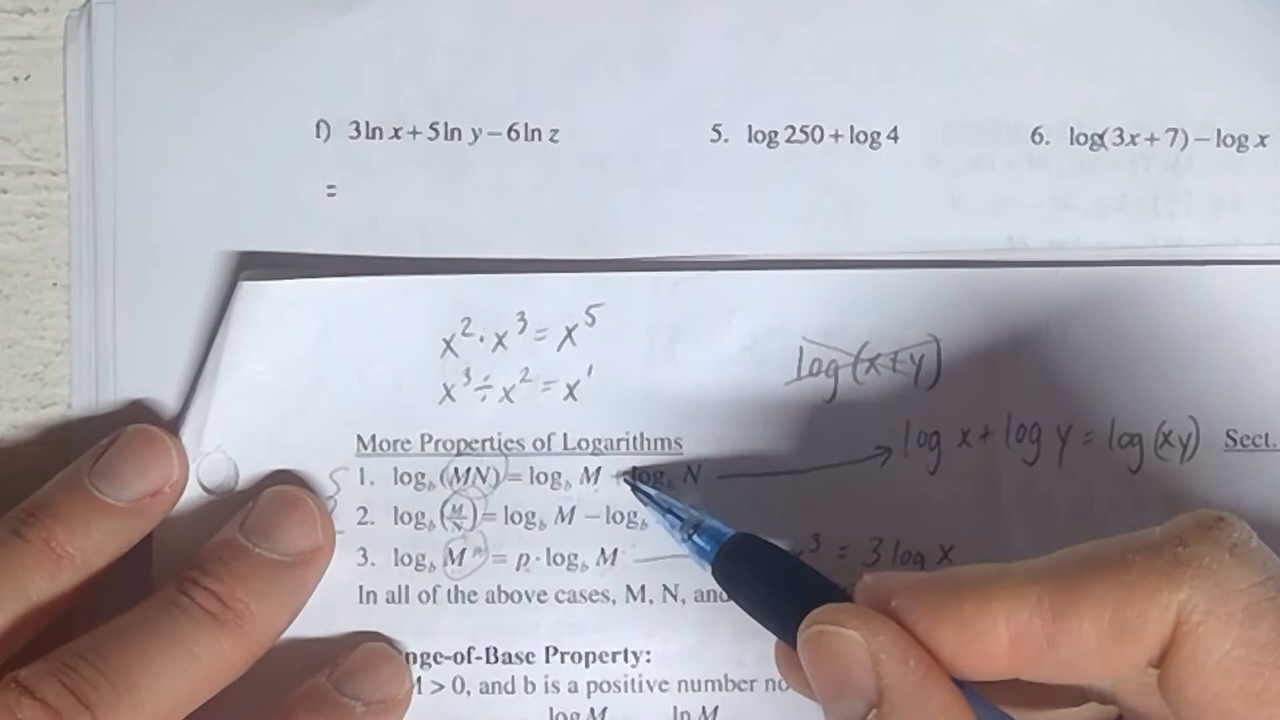 f) 3 ln x + 5 ln y – 6 ln z
5. log 250 + log 4
6. log(3x + 7) – log x
=
x² · x³ = x⁵
x³ ÷ x² = x¹
log(x+y)
More Properties of Logarithms
log x + log y = log (xy)
Sect.
1. log_b (MN) = log_b M + log_b N
2. log_b (M/N) = log_b M – log_b
3. log_b M^p = p · log_b M
³ = 3 log x
In all of the above cases, M, N, and
nge-of-Base Property:
> 0, and b is a positive number no
log M ln M